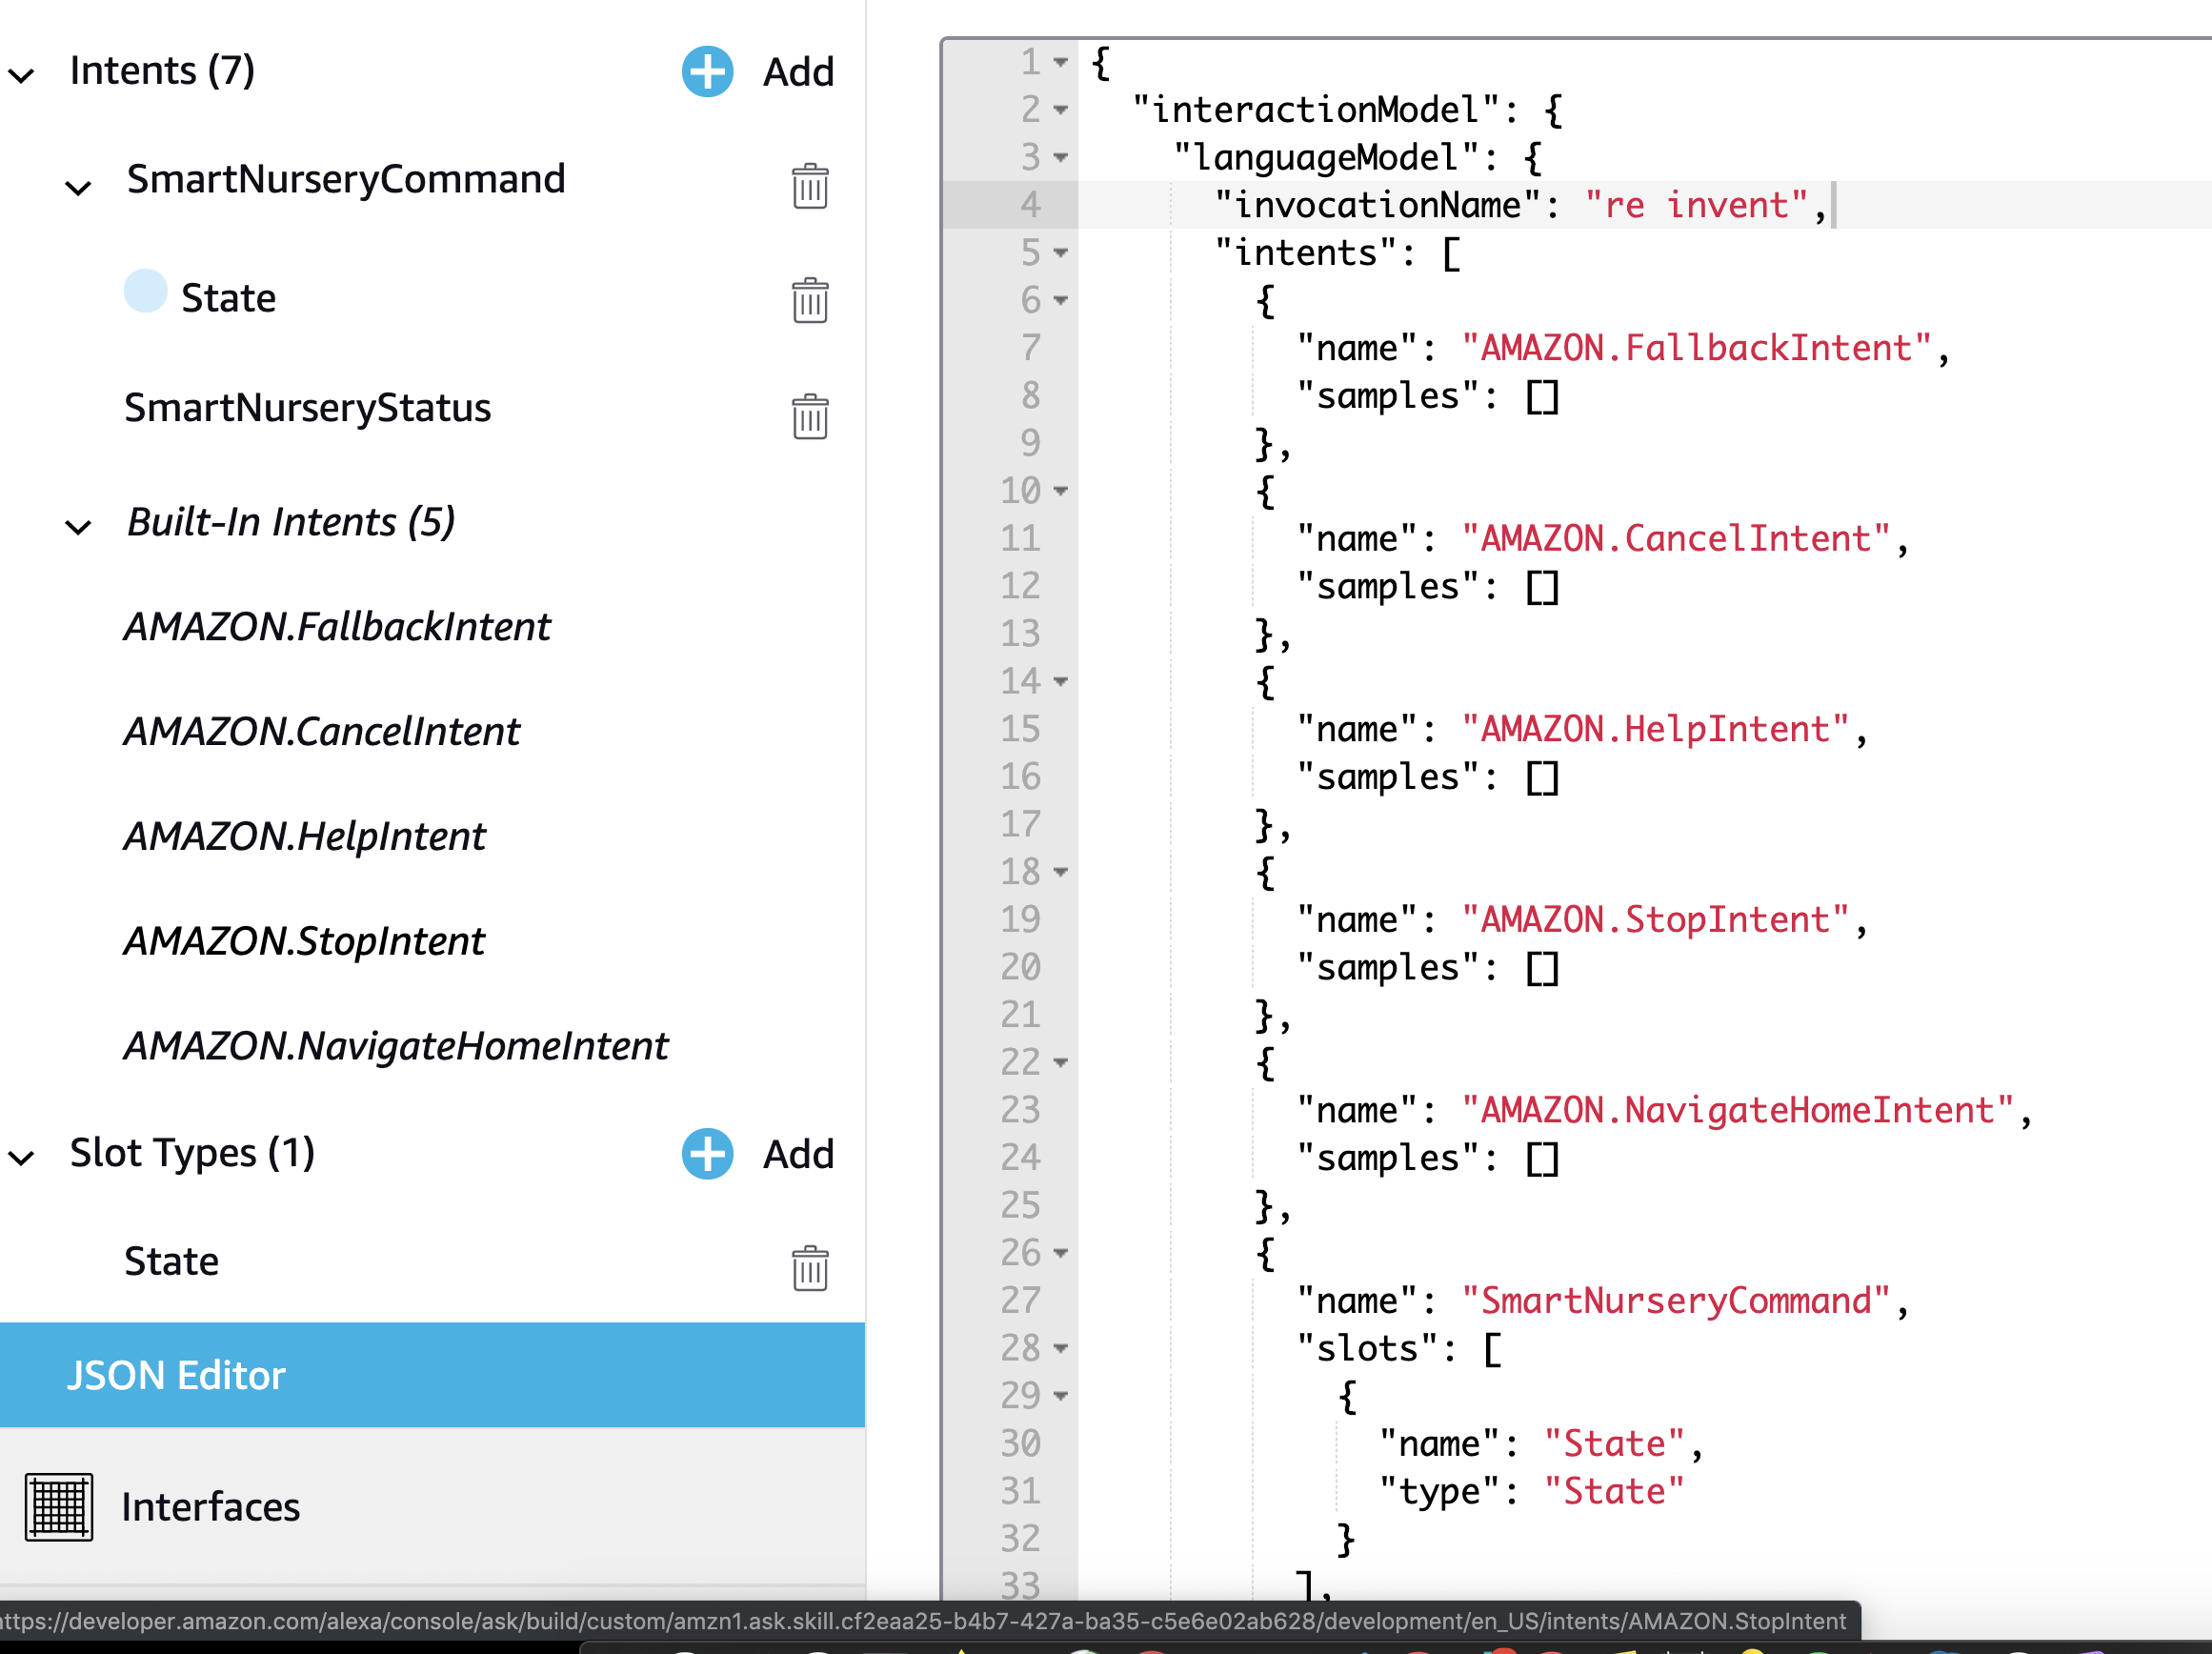 Intents (7)
Add
SmartNurseryCommand
State
SmartNurseryStatus
Built-In Intents (5)
AMAZON.FallbackIntent
AMAZON.CancelIntent
AMAZON.HelpIntent
AMAZON.StopIntent
AMAZON.NavigateHomeIntent
Slot Types (1)
Add
State
JSON Editor
Interfaces
1 {
2 "interactionModel": {
3 "languageModel": {
4 "invocationName": "re invent",
5 "intents": [
6 {
7 "name": "AMAZON.FallbackIntent",
8 "samples": []
9 },
10 {
11 "name": "AMAZON.CancelIntent",
12 "samples": []
13 },
14 {
15 "name": "AMAZON.HelpIntent",
16 "samples": []
17 },
18 {
19 "name": "AMAZON.StopIntent",
20 "samples": []
21 },
22 {
23 "name": "AMAZON.NavigateHomeIntent",
24 "samples": []
25 },
26 {
27 "name": "SmartNurseryCommand",
28 "slots": [
29 {
30 "name": "State",
31 "type": "State"
32 }
33 ],
ttps://developer.amazon.com/alexa/console/ask/build/custom/amzn1.ask.skill.cf2eaa25-b4b7-427a-ba35-c5e6e02ab628/development/en_US/intents/AMAZON.StopIntent